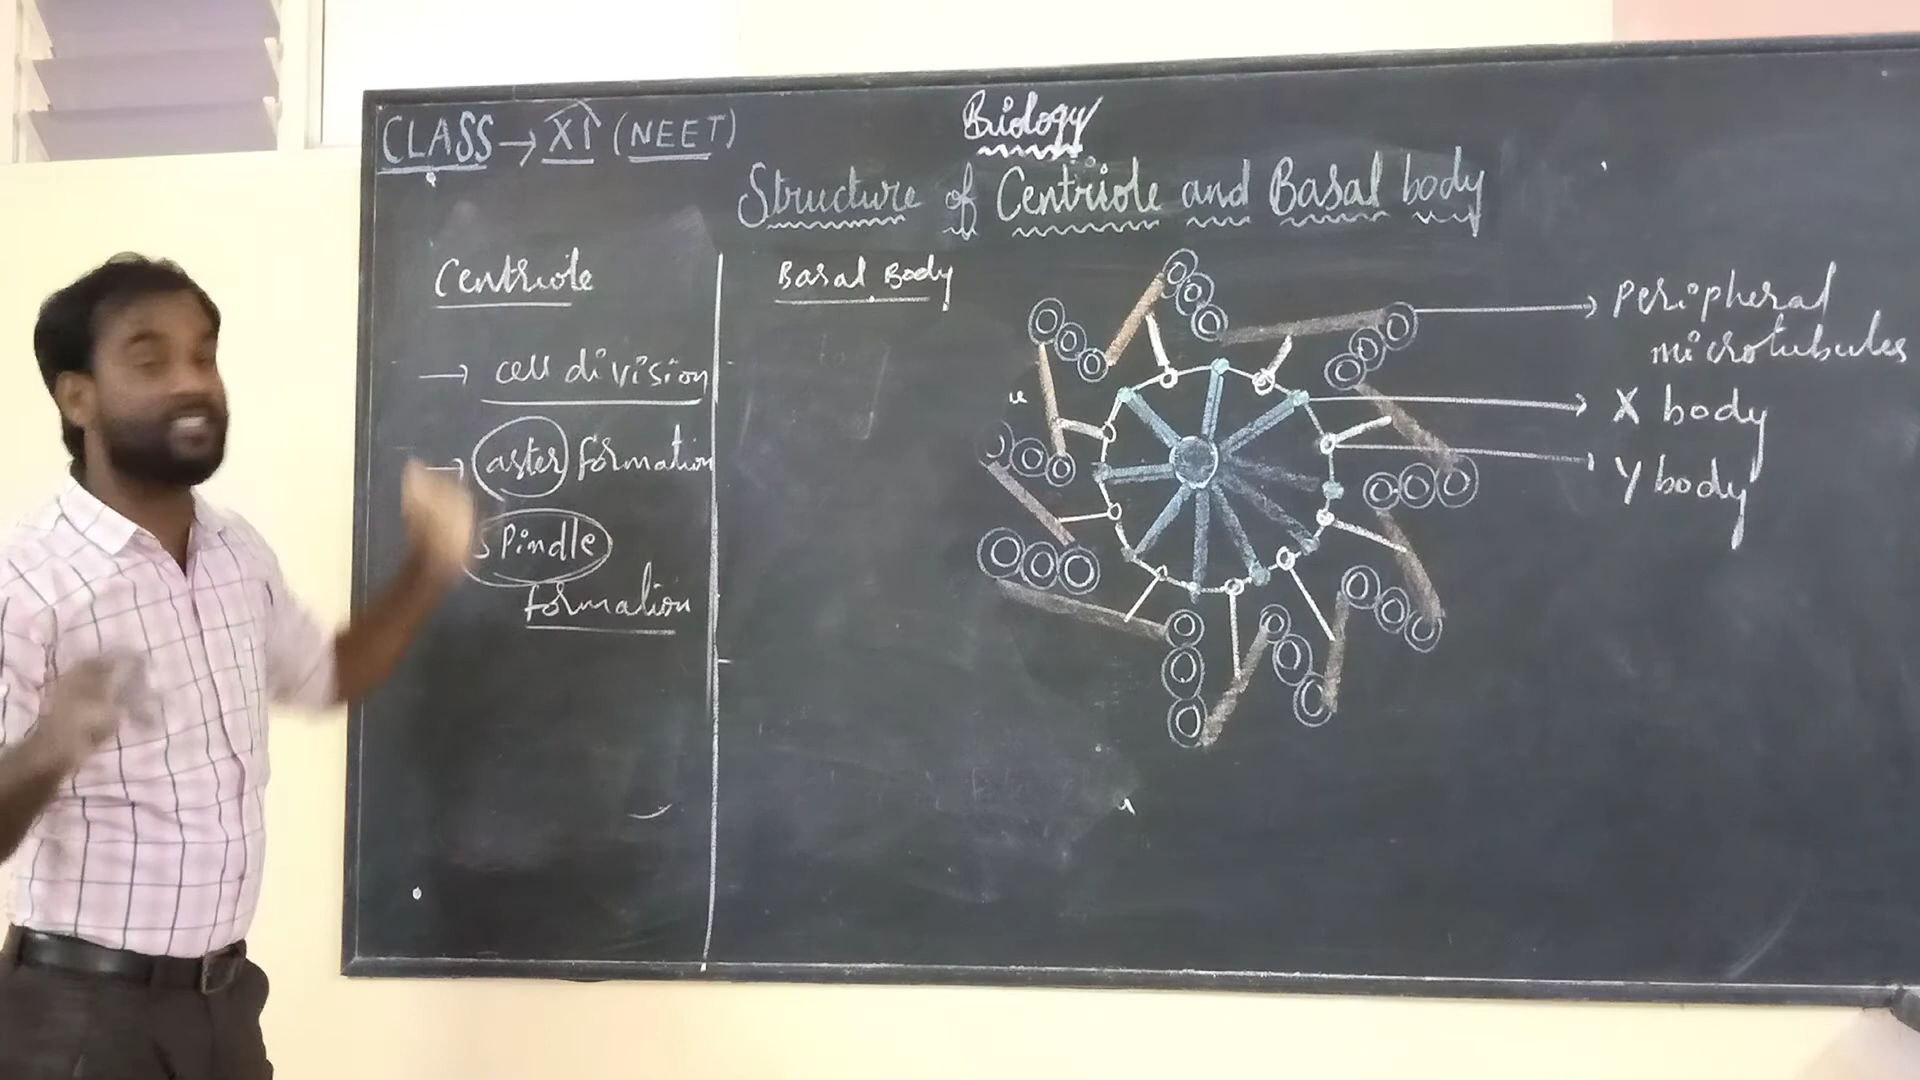 CLASS → XI (NEET)
Biology
Structure of Centriole and Basal body
Centriole
→ cell division
→ aster formation
spindle
formation
Basal Body
Peripheral
microtubules
X body
Y body